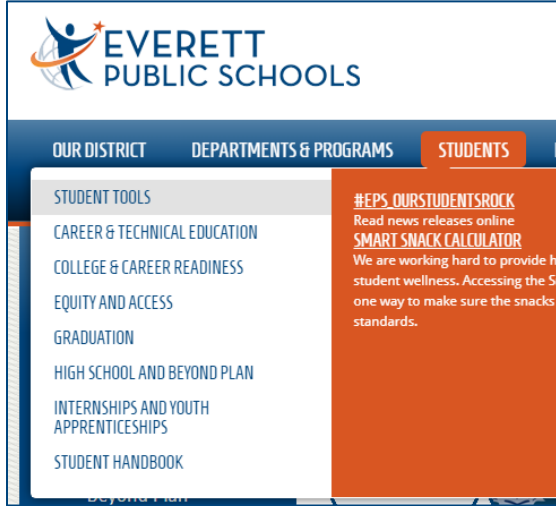 EVERETT
PUBLIC SCHOOLS
OUR DISTRICT DEPARTMENTS & PROGRAMS STUDENTS
STUDENT TOOLS
CAREER & TECHNICAL EDUCATION
COLLEGE & CAREER READINESS
EQUITY AND ACCESS
GRADUATION
HIGH SCHOOL AND BEYOND PLAN
INTERNSHIPS AND YOUTH
APPRENTICESHIPS
STUDENT HANDBOOK
#EPS_OURSTUDENTSROCK
Read news releases online
SMART SNACK CALCULATOR
We are working hard to provide h
student wellness. Accessing the S
one way to make sure the snacks
standards.
Beyond Plan